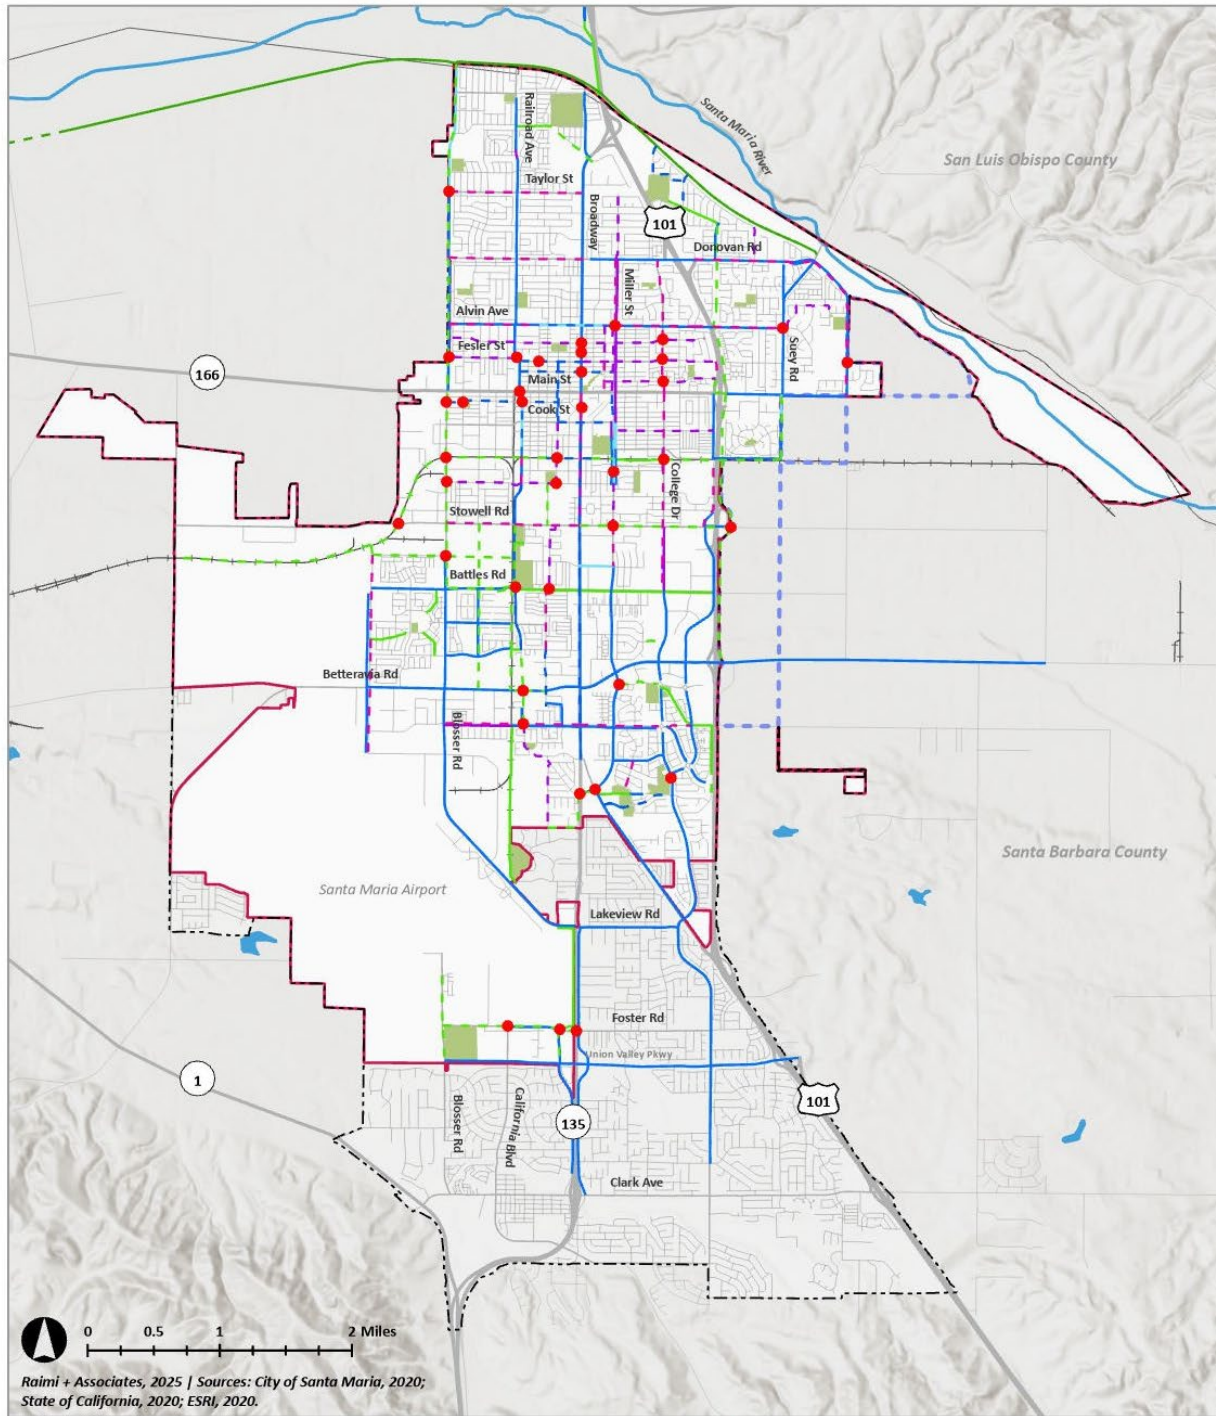 Santa Maria River
San Luis Obispo County
Railroad Ave
Taylor St
Broadway
101
Donovan Rd
Miller St
Alvin Ave
Fesler St
Suey Rd
166
Main St
Cook St
College Dr
Stowell Rd
Battles Rd
Betteravia Rd
Blosser Rd
Santa Barbara County
Santa Maria Airport
Lakeview Rd
Foster Rd
Union Valley Pkwy
1
Blosser Rd
California Blvd
135
101
Clark Ave
0 0.5 1 2 Miles
Raimi + Associates, 2025 | Sources: City of Santa Maria, 2020;
State of California, 2020; ESRI, 2020.